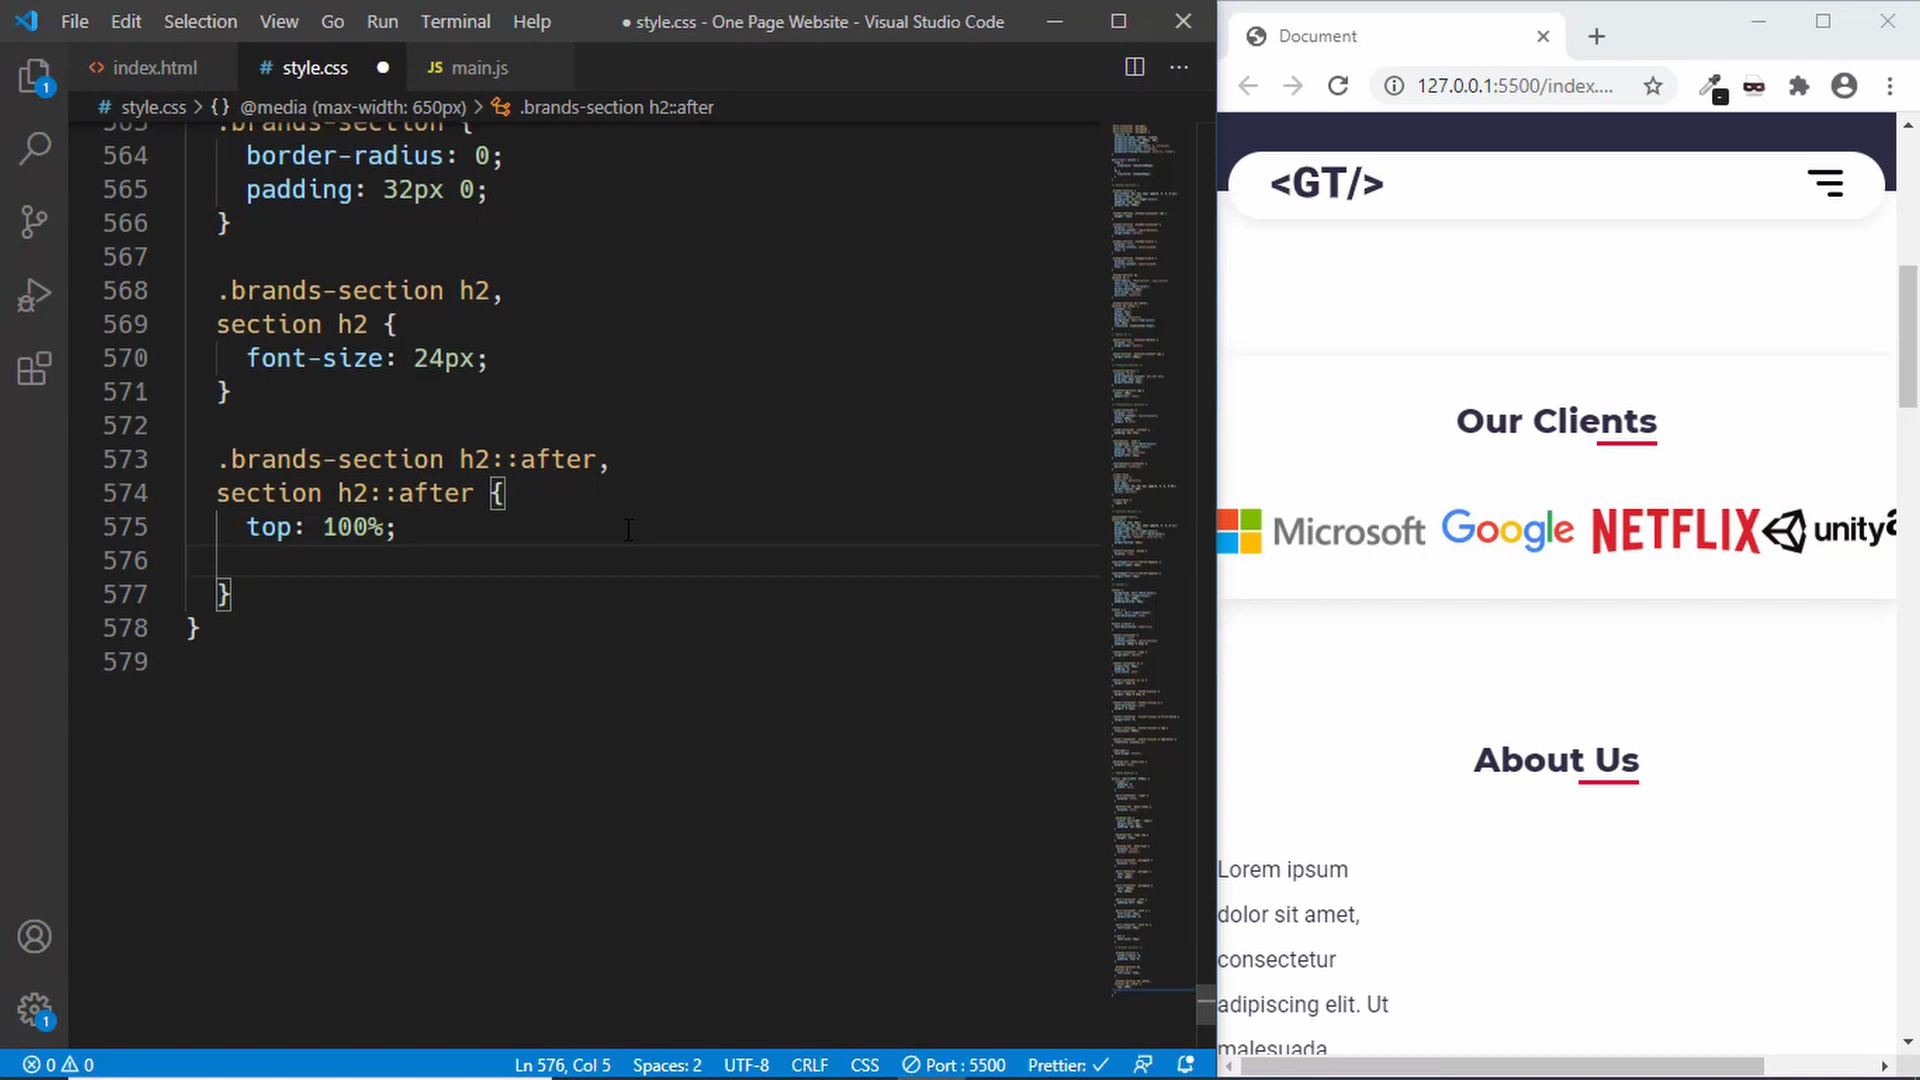 File Edit Selection View Go Run Terminal Help
● style.css - One Page Website - Visual Studio Code
<> index.html
# style.css ●
JS main.js
# style.css > {} @media (max-width: 650px) > .brands-section h2::after
563 .brands-section {
564 border-radius: 0;
565 padding: 32px 0;
566 }
567
568 .brands-section h2,
569 section h2 {
570 font-size: 24px;
571 }
572
573 .brands-section h2::after,
574 section h2::after {
575 top: 100%;
576
577 }
578 }
579
1
1
0 0
Ln 576, Col 5 Spaces: 2 UTF-8 CRLF CSS Port : 5500 Prettier: ✓
Document
127.0.0.1:5500/index....
<GT/>
Our Clients
Microsoft Google NETFLIX unity
About Us
Lorem ipsum
dolor sit amet,
consectetur
adipiscing elit. Ut
malesuada